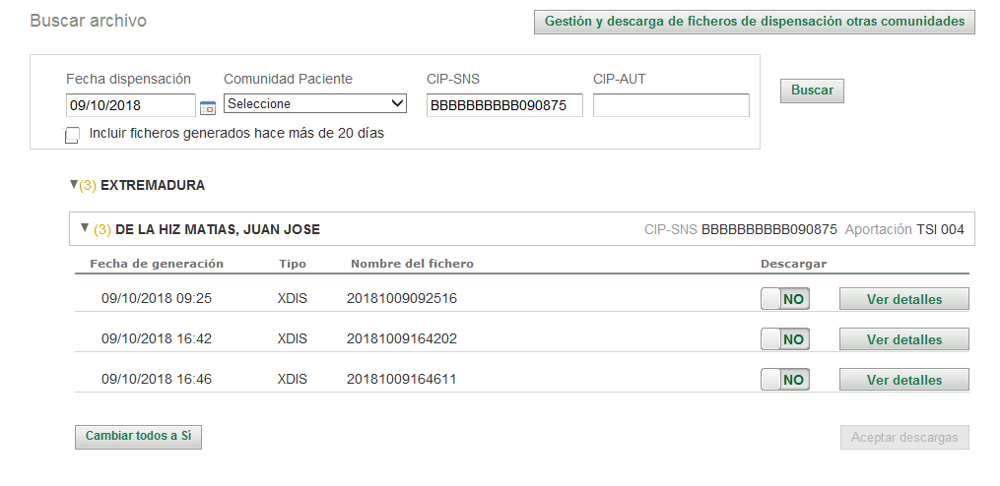 Buscar archivo
Gestión y descarga de ficheros de dispensación otras comunidades
Fecha dispensación Comunidad Paciente CIP-SNS CIP-AUT
09/10/2018 Seleccione BBBBBBBBBB090875
Buscar
Incluir ficheros generados hace más de 20 días
(3) EXTREMADURA
(3) DE LA HIZ MATIAS, JUAN JOSE CIP-SNS BBBBBBBBBB090875 Aportación TSI 004
Fecha de generación Tipo Nombre del fichero Descargar
09/10/2018 09:25 XDIS 20181009092516 NO Ver detalles
09/10/2018 16:42 XDIS 20181009164202 NO Ver detalles
09/10/2018 16:46 XDIS 20181009164611 NO Ver detalles
Cambiar todos a Sí Aceptar descargas